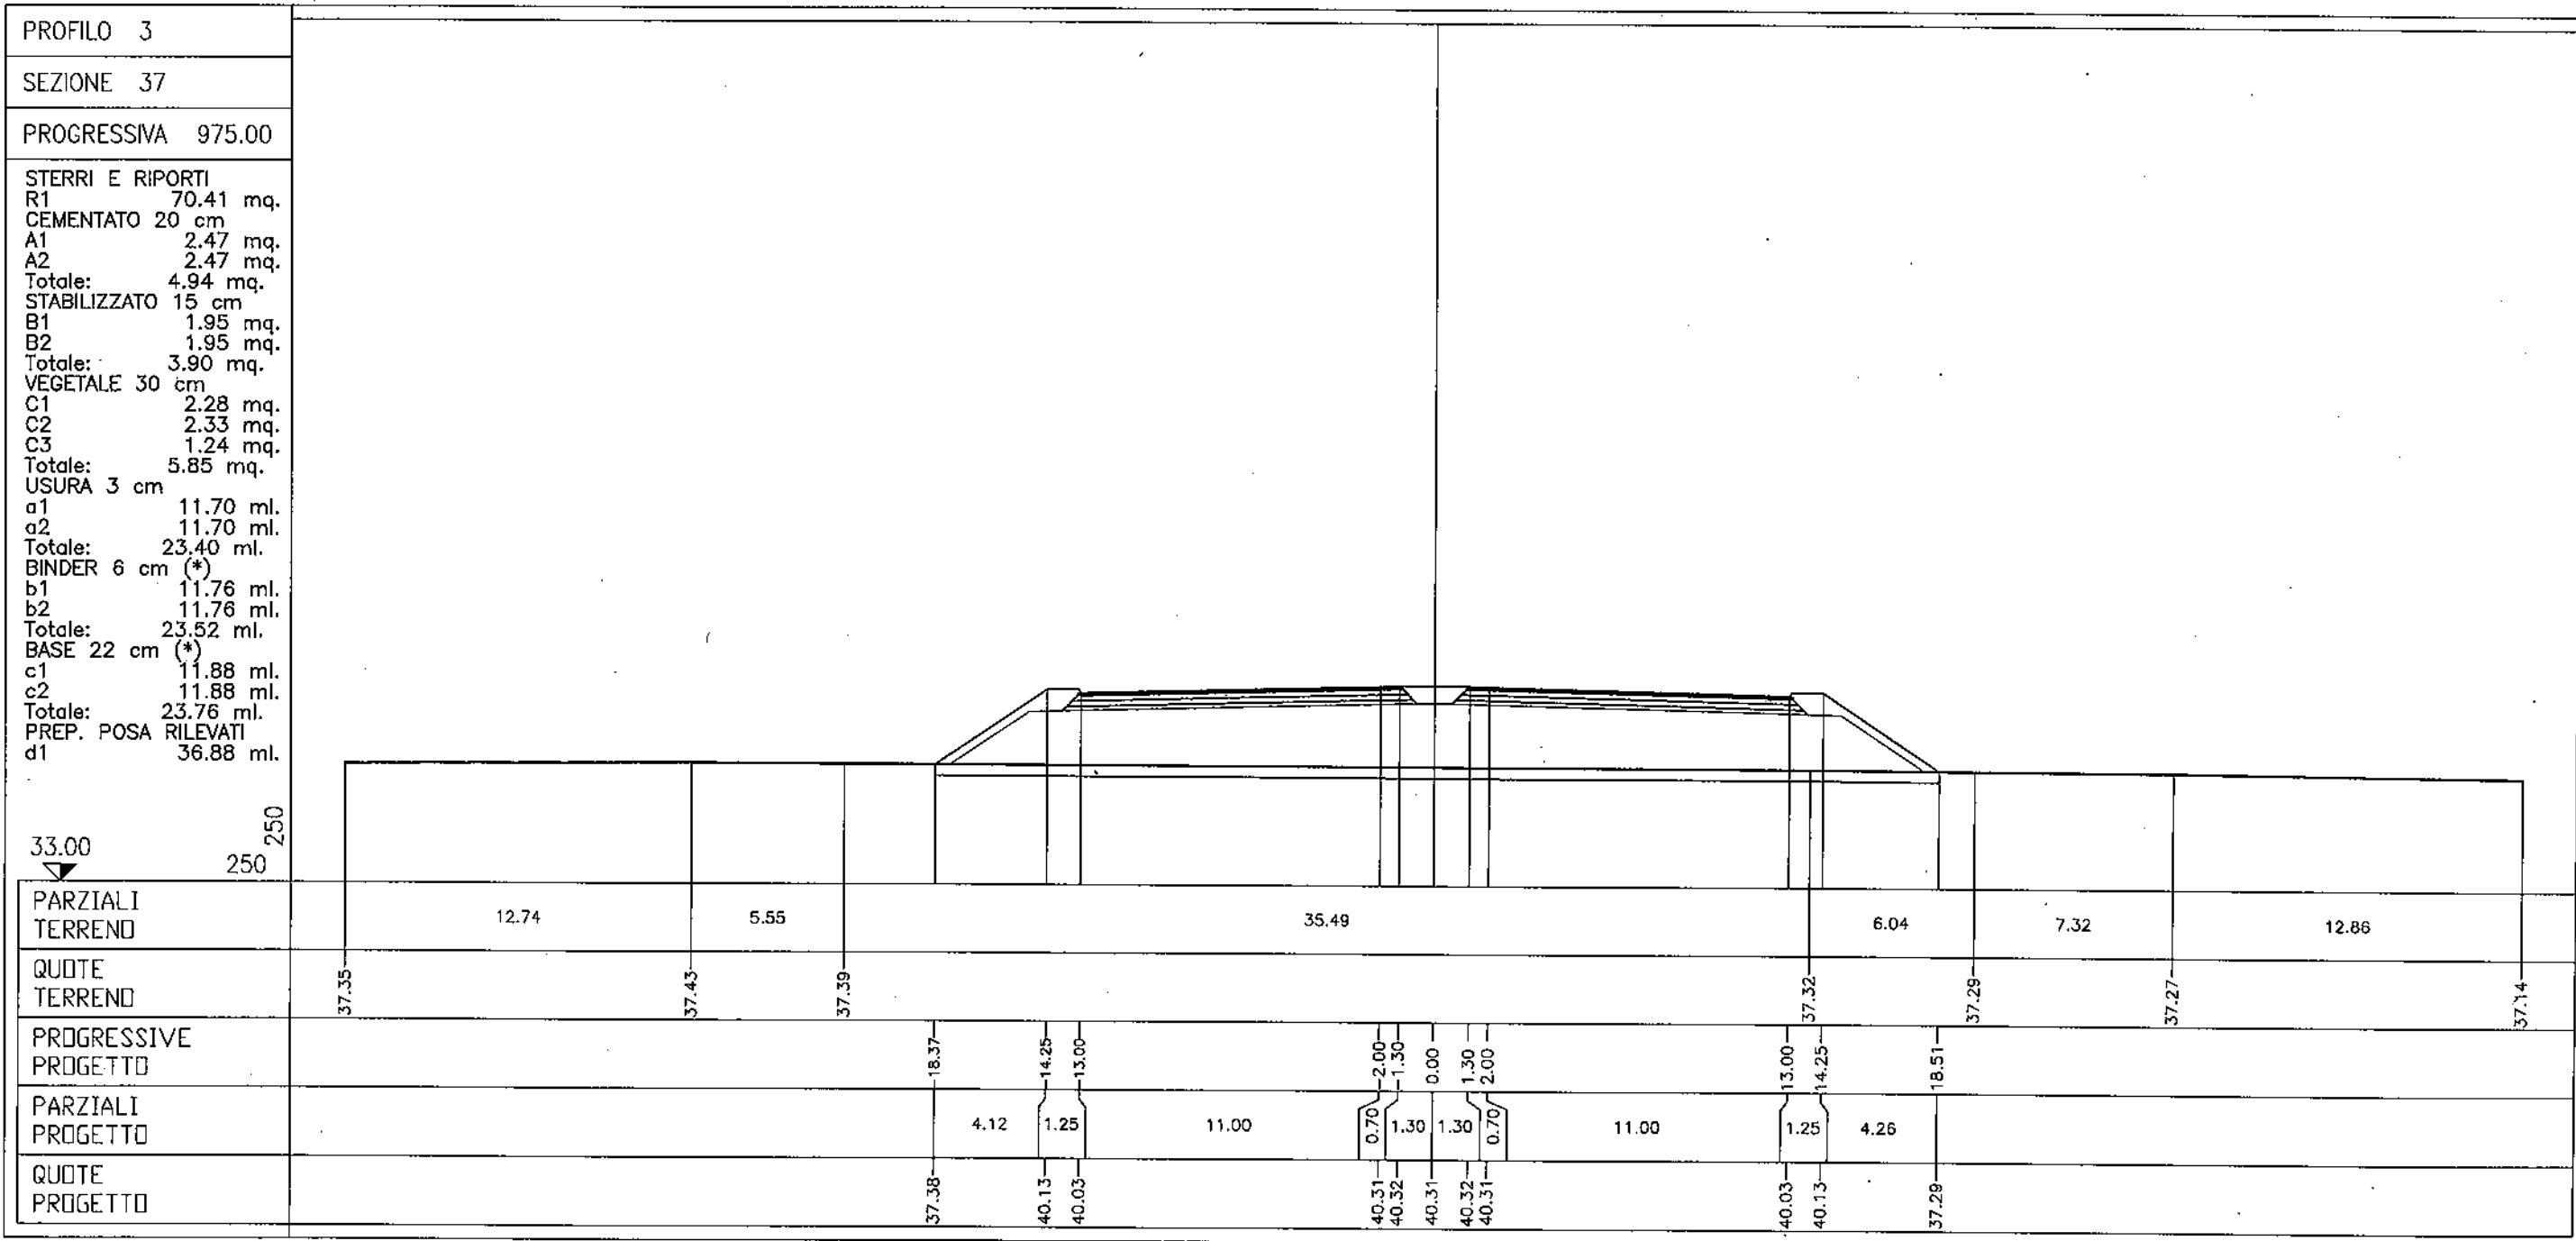 PROFILO 3
SEZIONE 37
PROGRESSIVA 975.00
STERRI E RIPORTI
R1 70.41 mq.
CEMENTATO 20 cm
A1 2.47 mq.
A2 2.47 mq.
Totale: 4.94 mq.
STABILIZZATO 15 cm
B1 1.95 mq.
B2 1.95 mq.
Totale: 3.90 mq.
VEGETALE 30 cm
C1 2.28 mq.
C2 2.33 mq.
C3 1.24 mq.
Totale: 5.85 mq.
USURA 3 cm
a1 11.70 ml.
a2 11.70 ml.
Totale: 23.40 ml.
BINDER 6 cm (*)
b1 11.76 ml.
b2 11.76 ml.
Totale: 23.52 ml.
BASE 22 cm (*)
c1 11.88 ml.
c2 11.88 ml.
Totale: 23.76 ml.
PREP. POSA RILEVATI
d1 36.88 ml.
250
33.00
250
PARZIALI
TERRENO
12.74 5.55 35.49 6.04 7.32 12.86
QUOTE
TERRENO
37.35 37.43 37.39 37.32 37.29 37.27 37.14
PROGRESSIVE
PROGETTO
-18.37 -14.25 -13.00 -2.00 -1.30 0.00 1.30 2.00 13.00 14.25 18.51
PARZIALI
PROGETTO
4.12 1.25 11.00 0.70 1.30 1.30 0.70 11.00 1.25 4.26
QUOTE
PROGETTO
37.38 40.13 40.03 40.31 40.32 40.31 40.32 40.31 40.03 40.13 37.29